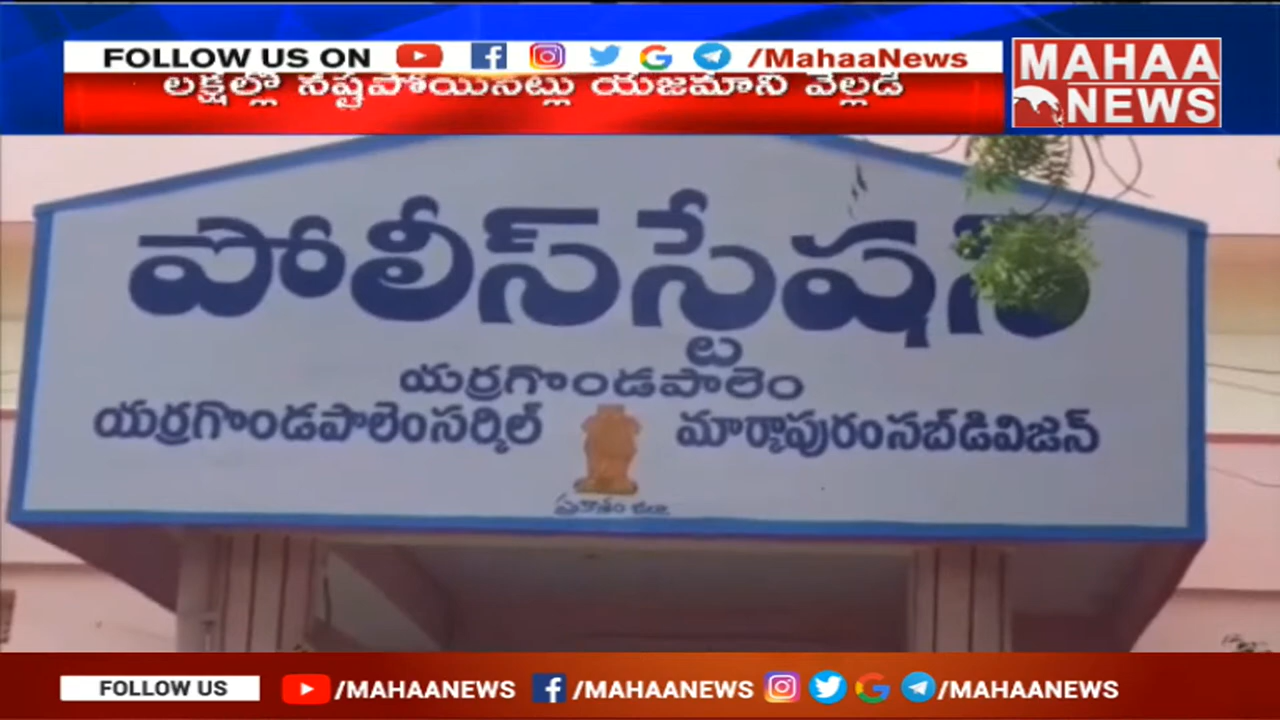 FOLLOW US ON /MahaaNews
MAHAA
NEWS
లక్షల్లో నష్టపోయినట్లు యజమాని వెల్లడి
పోలీస్ స్టేషన్
యర్రగొండపాలెం
యర్రగొండపాలెంసర్కిల్ మార్కాపురంసబ్‌డివిజన్
ప్రకాశం జిల్లా
FOLLOW US /MAHAANEWS /MAHAANEWS /MAHAANEWS